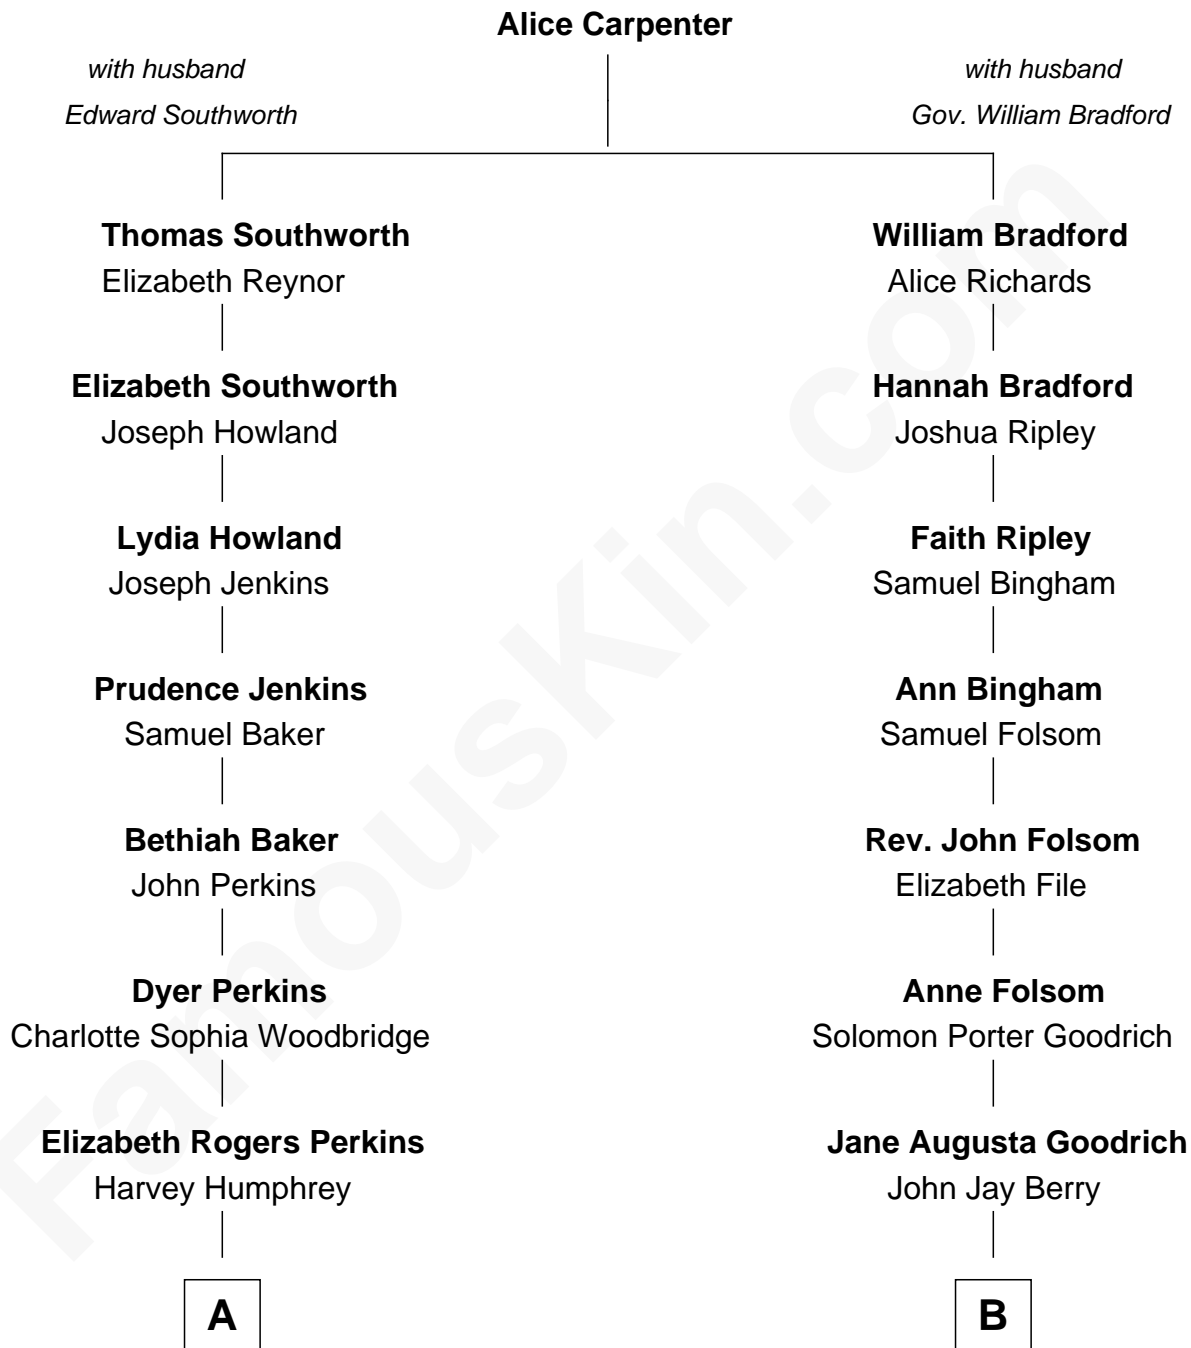 Alice Carpenter
with husband
Edward Southworth
with husband
Gov. William Bradford
Thomas Southworth
Elizabeth Reynor
William Bradford
Alice Richards
Elizabeth Southworth
Joseph Howland
Hannah Bradford
Joshua Ripley
Lydia Howland
Joseph Jenkins
Faith Ripley
Samuel Bingham
Prudence Jenkins
Samuel Baker
Ann Bingham
Samuel Folsom
Bethiah Baker
John Perkins
Rev. John Folsom
Elizabeth File
Dyer Perkins
Charlotte Sophia Woodbridge
Anne Folsom
Solomon Porter Goodrich
Elizabeth Rogers Perkins
Harvey Humphrey
Jane Augusta Goodrich
John Jay Berry
A
B
FamousKin.com